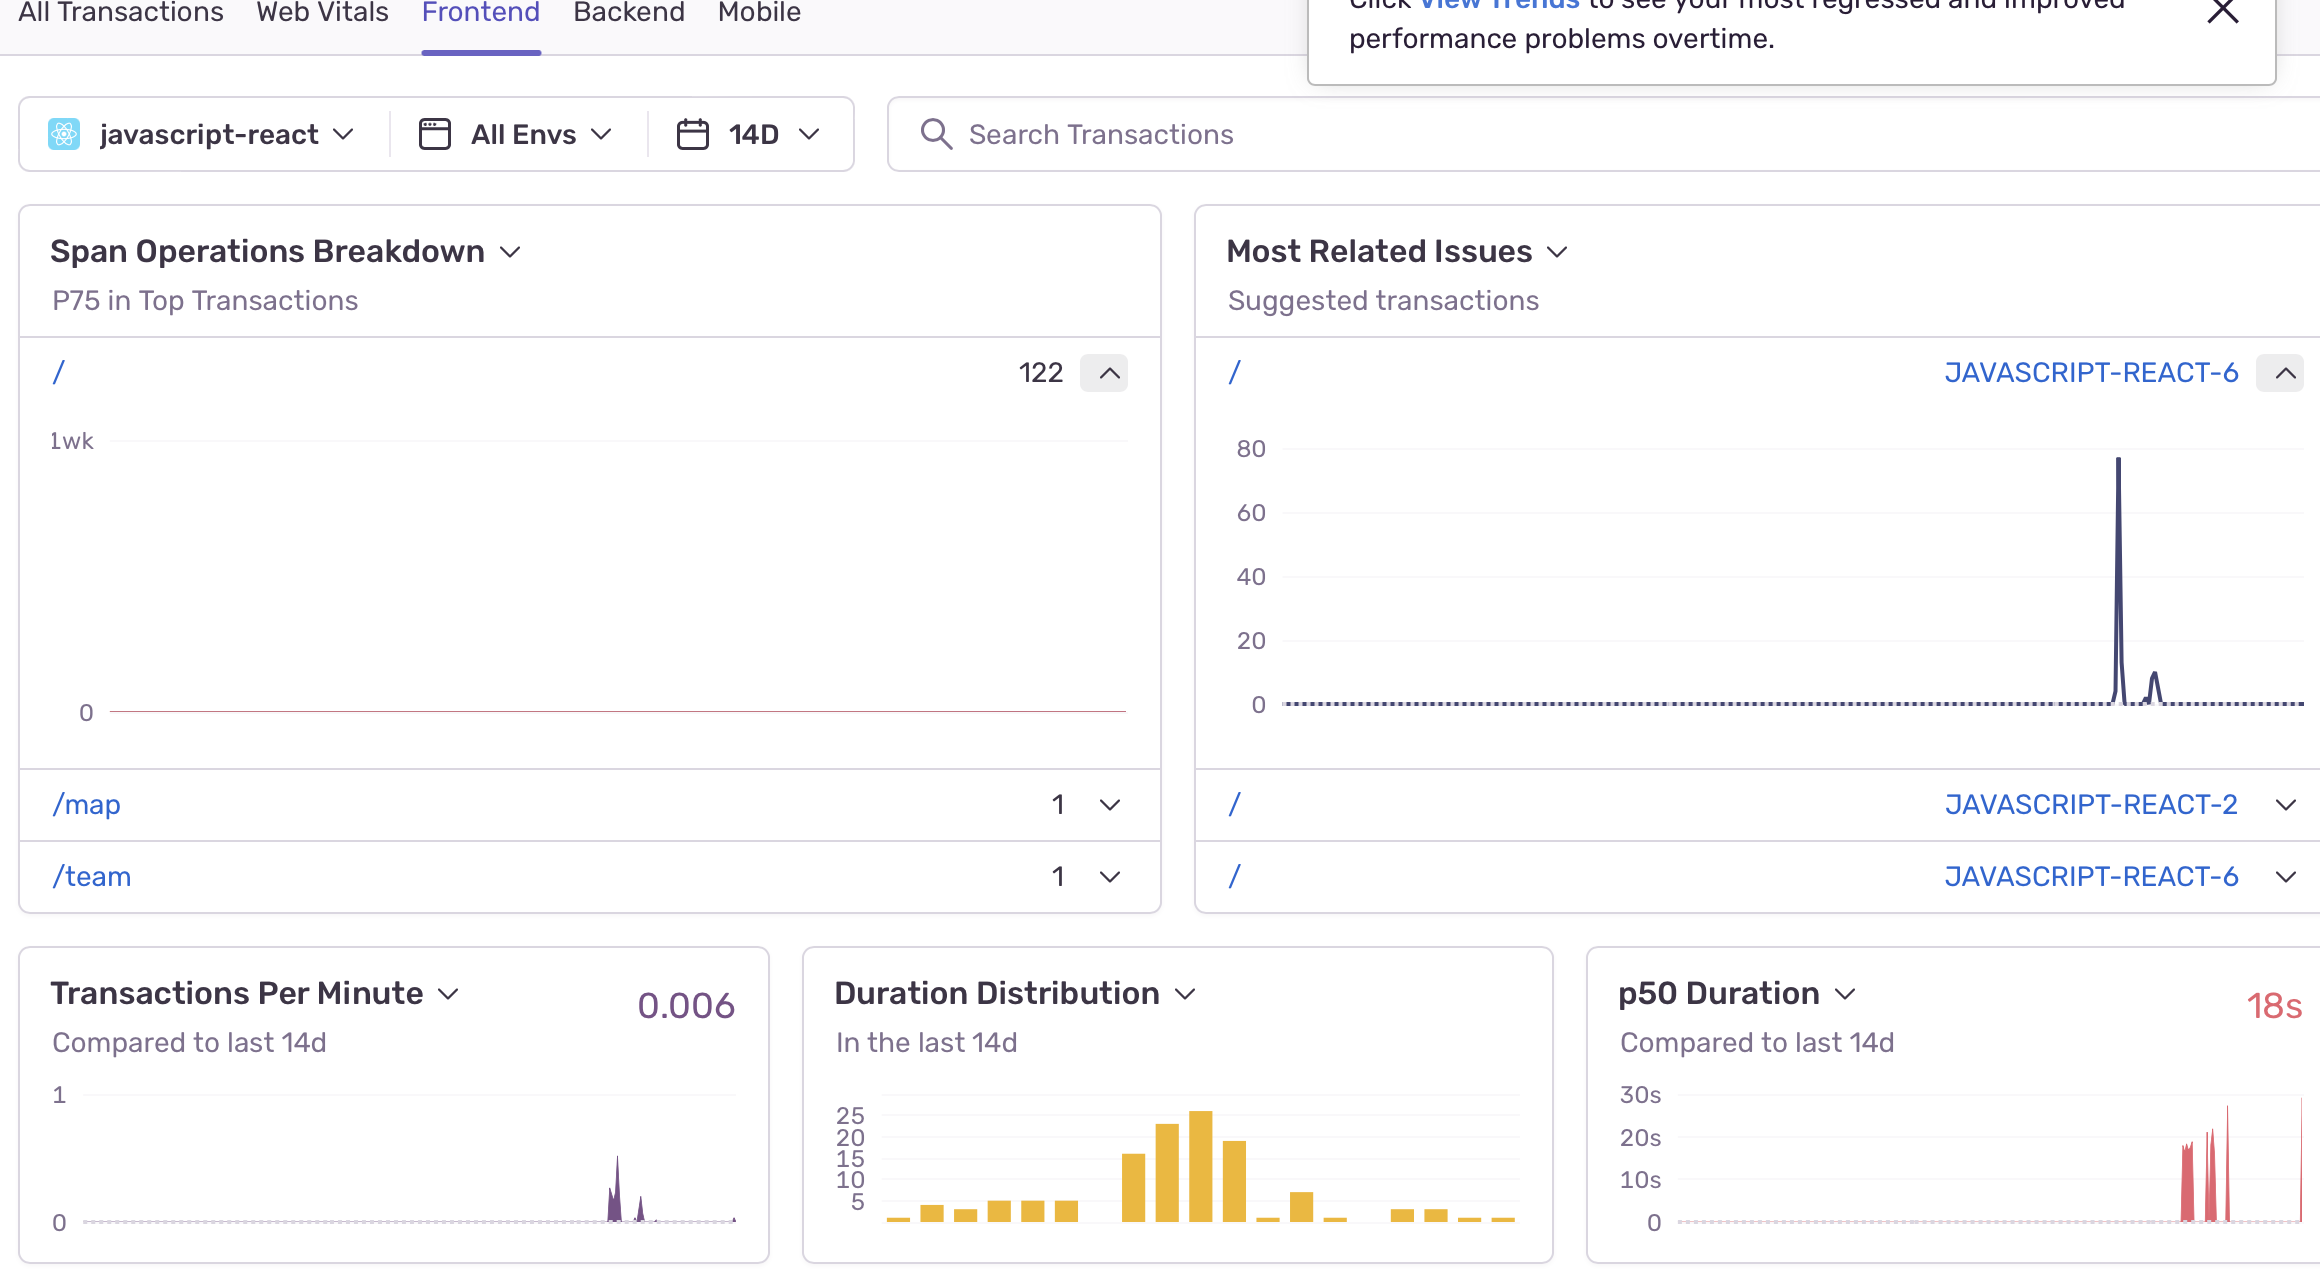 All Transactions Web Vitals Frontend Backend Mobile
Click View Trends to see your most regressed and improved
performance problems overtime.
javascript-react All Envs 14D Search Transactions
Span Operations Breakdown
P75 in Top Transactions
/ 122
1wk
0
/map 1
/team 1
Most Related Issues
Suggested transactions
/ JAVASCRIPT-REACT-6
80
60
40
20
0
/ JAVASCRIPT-REACT-2
/ JAVASCRIPT-REACT-6
Transactions Per Minute 0.006
Compared to last 14d
1
0
Duration Distribution
In the last 14d
25
20
15
10
5
p50 Duration 18s
Compared to last 14d
30s
20s
10s
0